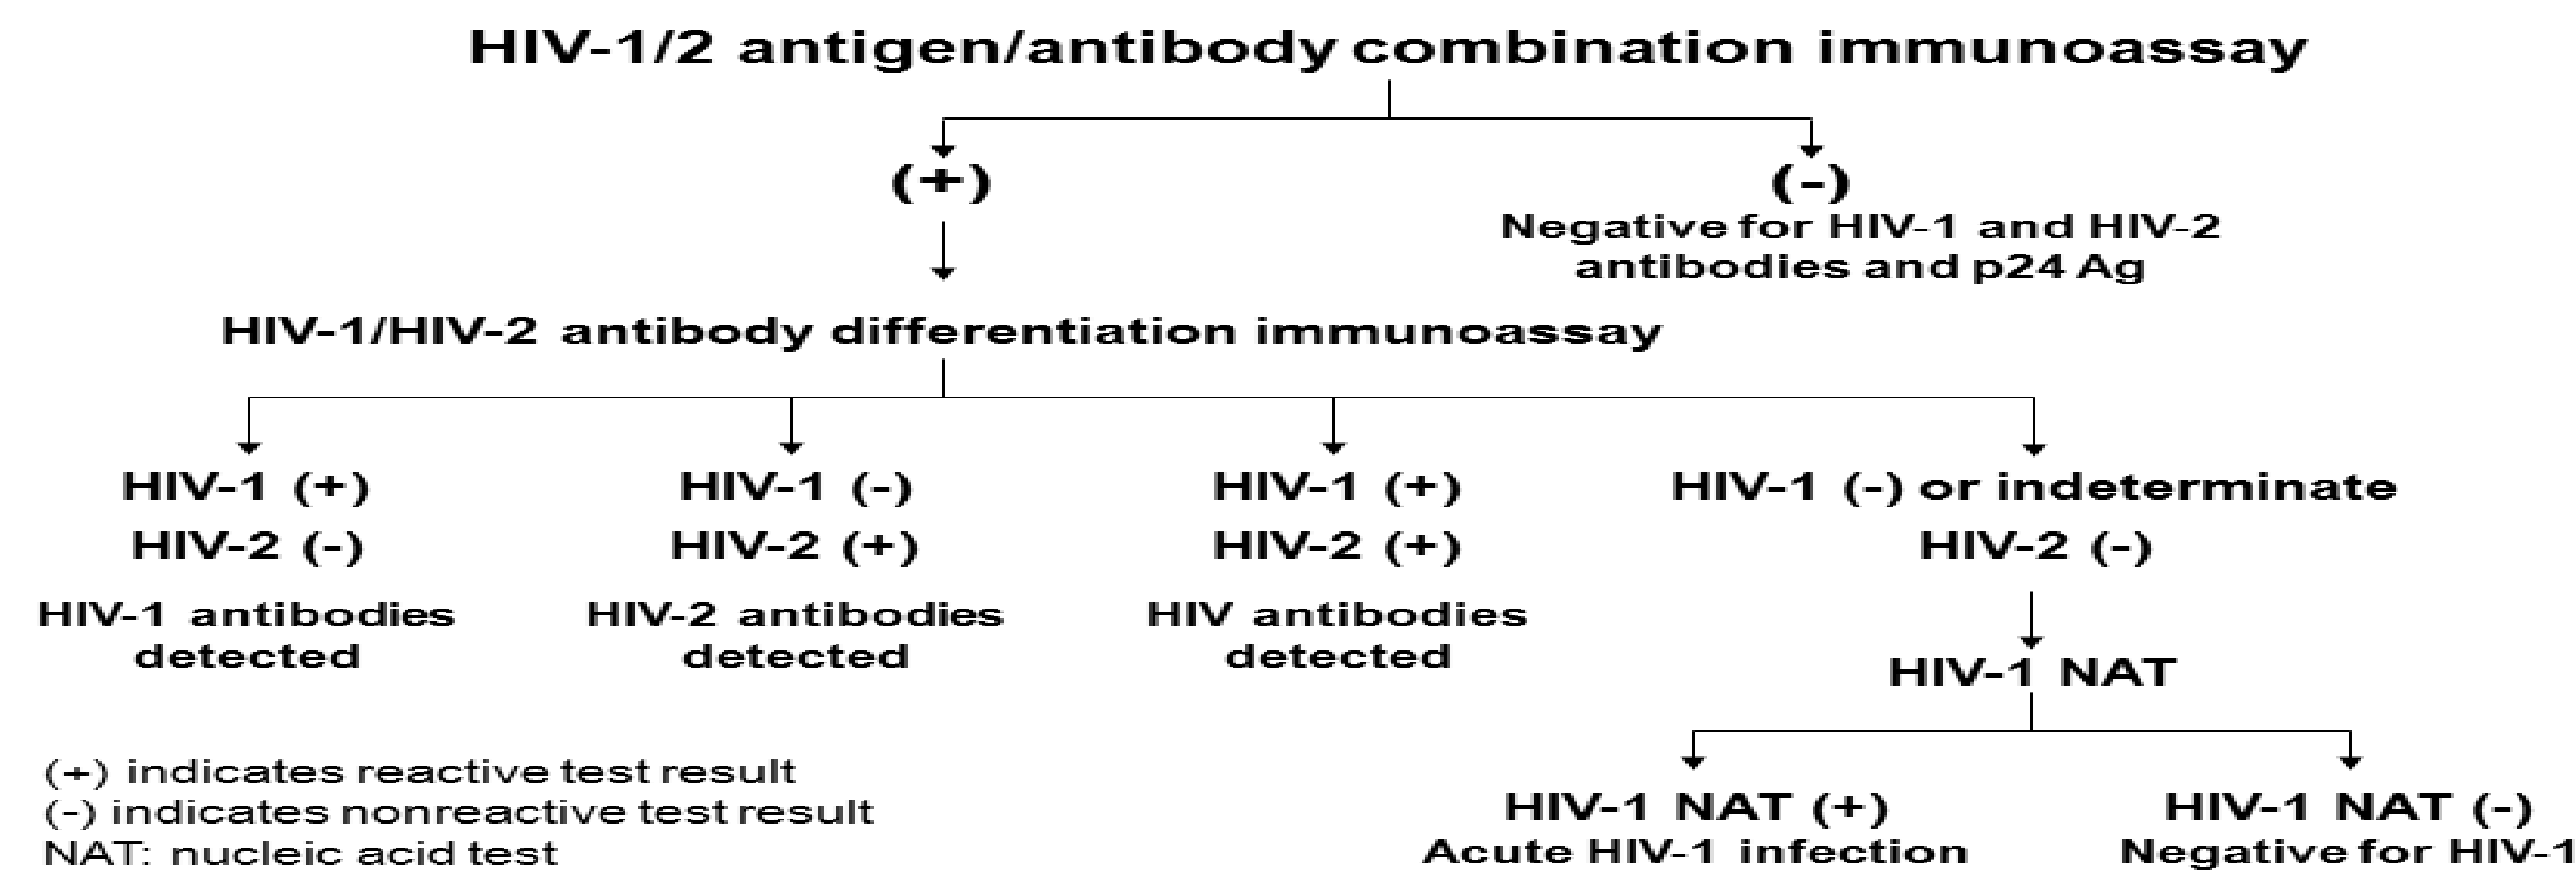 HIV-1/2 antigen/antibody combination immunoassay
(+)
(-)
Negative for HIV-1 and HIV-2
antibodies and p24 Ag
HIV-1/HIV-2 antibody differentiation immunoassay
HIV-1 (+)
HIV-2 (-)
HIV-1 antibodies
detected
HIV-1 (-)
HIV-2 (+)
HIV-2 antibodies
detected
HIV-1 (+)
HIV-2 (+)
HIV antibodies
detected
HIV-1 (-) or indeterminate
HIV-2 (-)
HIV-1 NAT
HIV-1 NAT (+)
Acute HIV-1 infection
HIV-1 NAT (-)
Negative for HIV-1
(+) indicates reactive test result
(-) indicates nonreactive test result
NAT: nucleic acid test